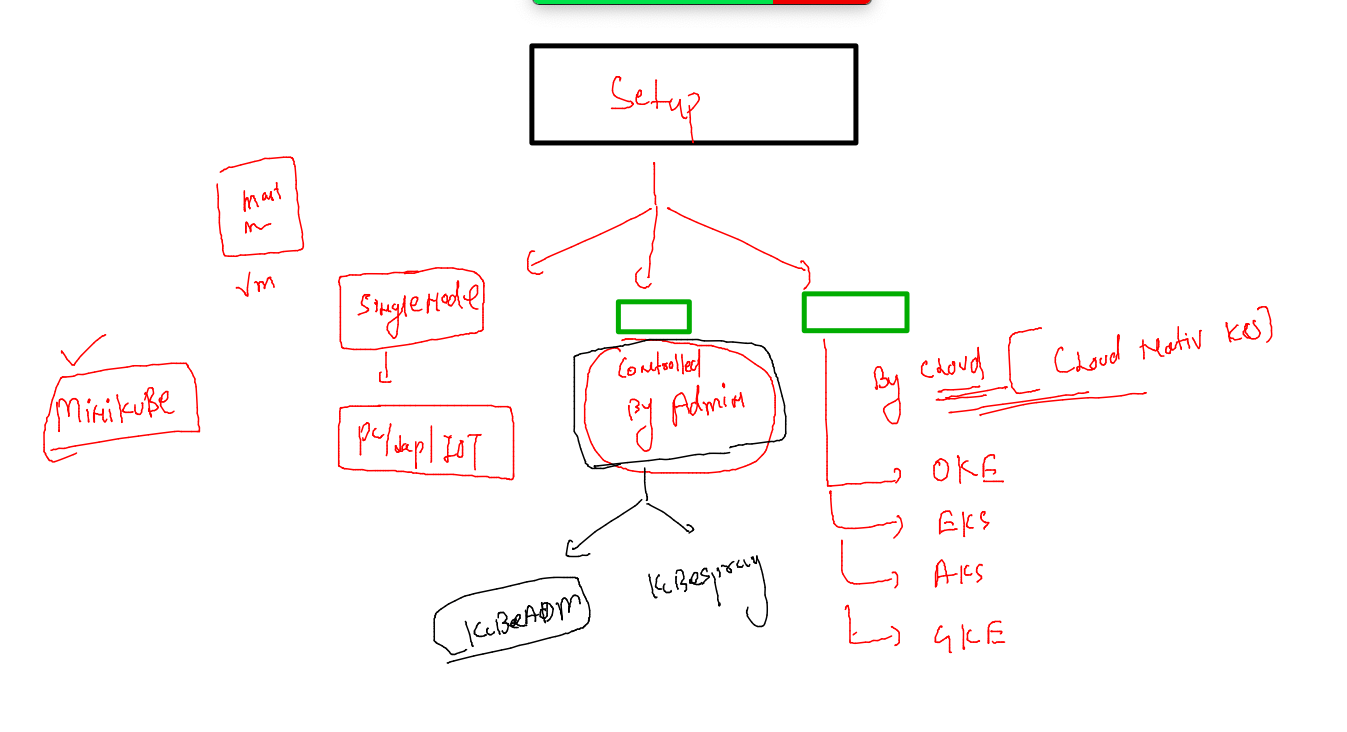 Setup
mast
m
vm
Single Node
PC/Lap/IOT
MiNikuBe
Controlled
By Admin
KuBeADM
KuBespray
By Cloud [Cloud Nativ K8S]
OKE
EKS
AKS
GKE